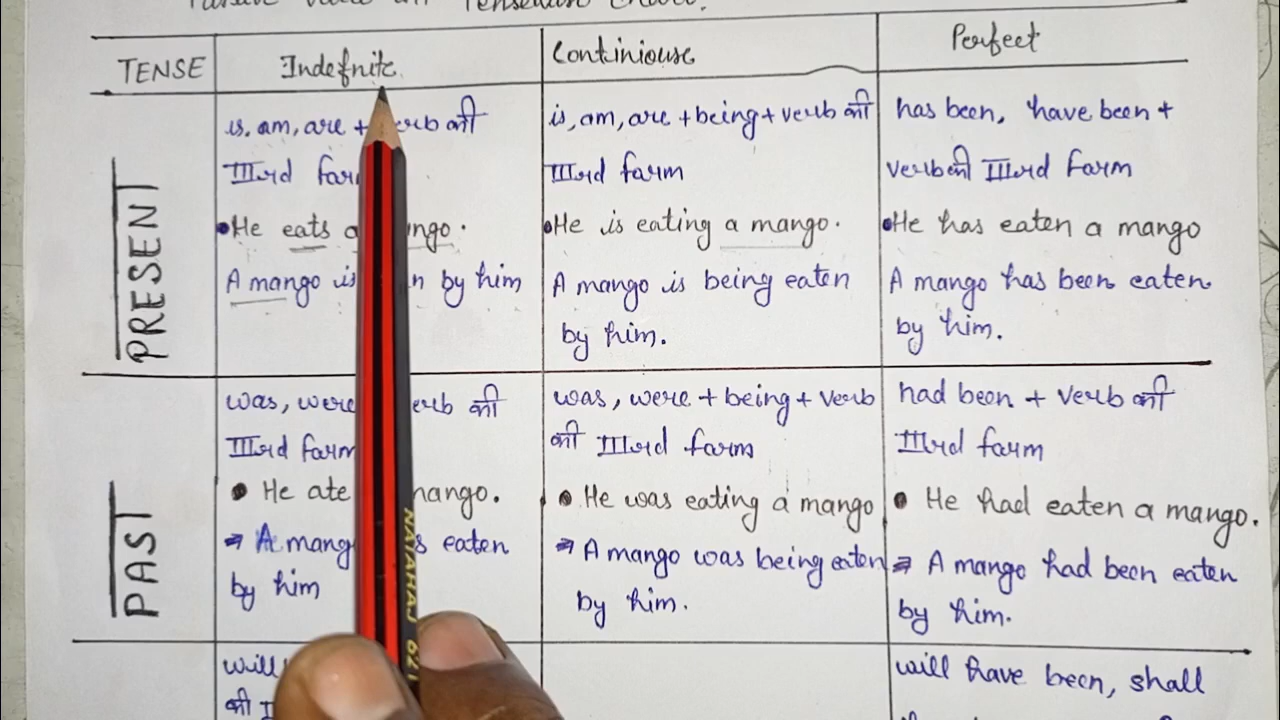 TENSE
Indefnite
Continiouse
Perfect
PRESENT
is, am, are + verb की
IIIrd
He eats a
A mango is by him
is, am, are + being + verb की
IIIrd farm
He is eating a mango.
A mango is being eaten
by him.
has been, have been +
verb की IIIrd farm
He has eaten a mango
A mango has been eaten
by him.
PAST
was, were verb की
IIIrd farm
He ate mango.
A eaten
by him
was, were + being + verb
की IIIrd farm
He was eating a mango
⇒ A mango was being eaten
by him.
had been + verb की
IIIrd farm
He had eaten a mango.
⇒ A mango had been eaten
by him.
will
की
will have been, shall
NATARAJ 621